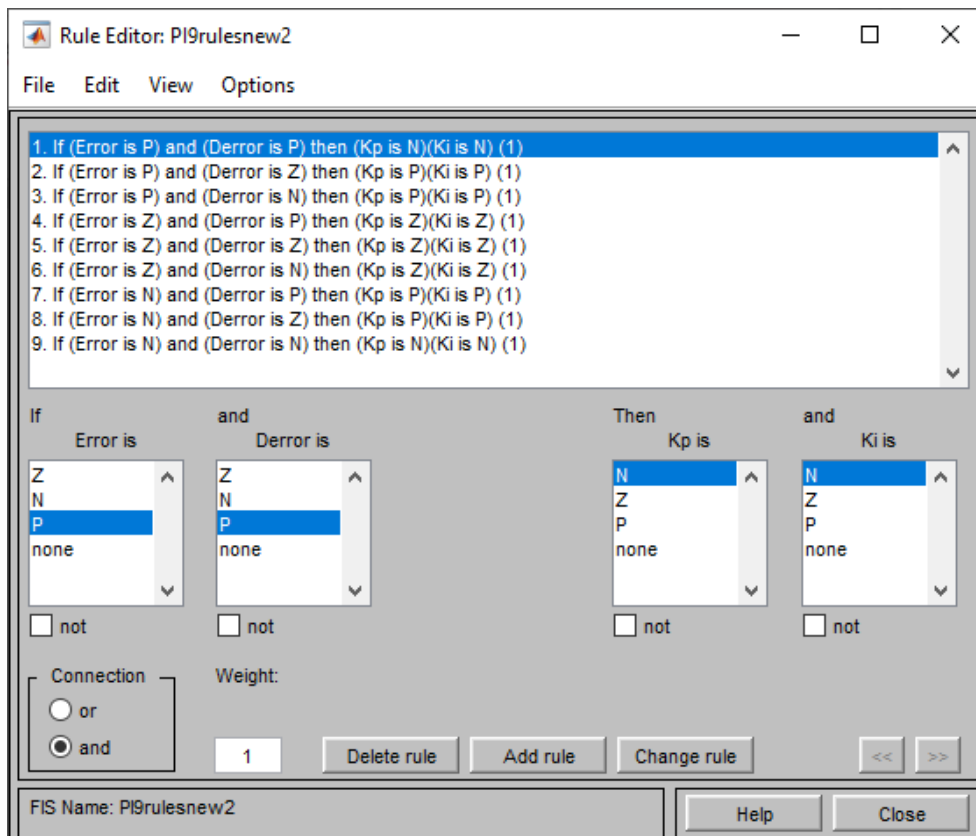 Rule Editor: PI9rulesnew2
File Edit View Options
1. If (Error is P) and (Derror is P) then (Kp is N)(Ki is N) (1)
2. If (Error is P) and (Derror is Z) then (Kp is P)(Ki is P) (1)
3. If (Error is P) and (Derror is N) then (Kp is P)(Ki is P) (1)
4. If (Error is Z) and (Derror is P) then (Kp is Z)(Ki is Z) (1)
5. If (Error is Z) and (Derror is Z) then (Kp is Z)(Ki is Z) (1)
6. If (Error is Z) and (Derror is N) then (Kp is Z)(Ki is Z) (1)
7. If (Error is N) and (Derror is P) then (Kp is P)(Ki is P) (1)
8. If (Error is N) and (Derror is Z) then (Kp is P)(Ki is P) (1)
9. If (Error is N) and (Derror is N) then (Kp is N)(Ki is N) (1)
If and Then and
Error is Derror is Kp is Ki is
Z Z N N
N N Z Z
P P P P
none none none none
not not not not
Connection Weight:
or
and 1 Delete rule Add rule Change rule << >>
FIS Name: PI9rulesnew2 Help Close